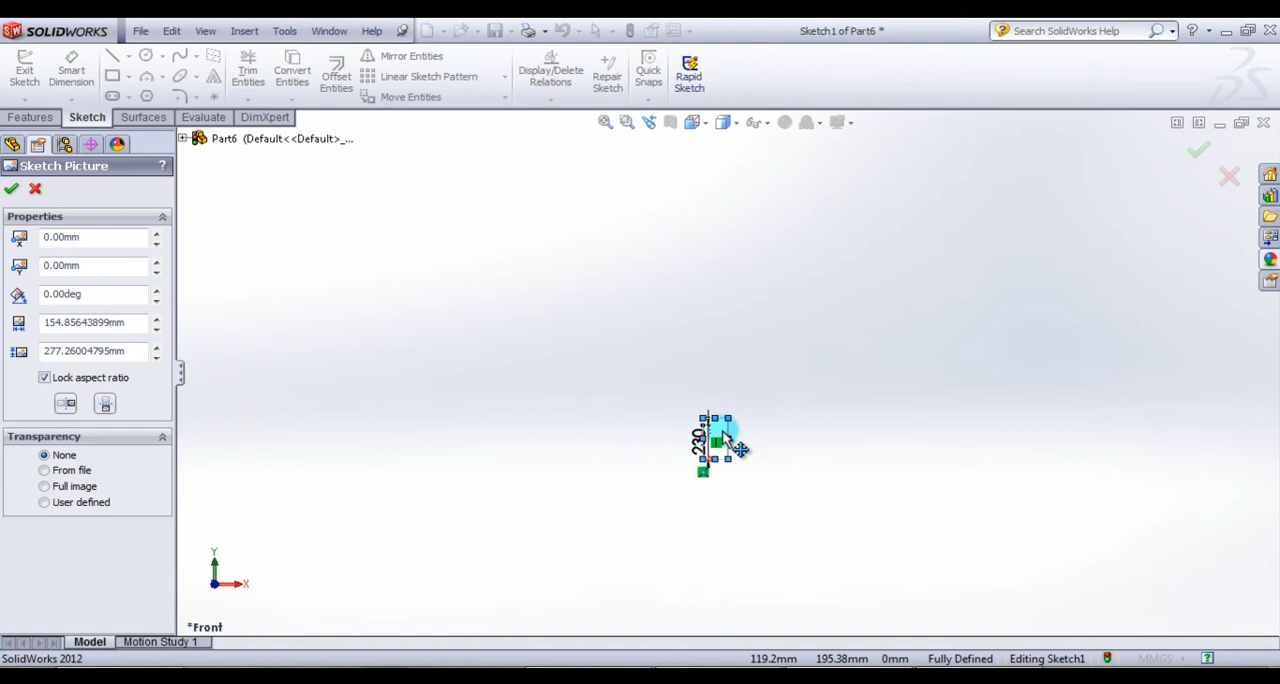 SOLIDWORKS File Edit View Insert Tools Window Help Sketch1 of Part6 * Search SolidWorks Help
Exit Sketch Smart Dimension Trim Entities Convert Entities Offset Entities Mirror Entities Linear Sketch Pattern Move Entities Display/Delete Relations Repair Sketch Quick Snaps Rapid Sketch
Features Sketch Surfaces Evaluate DimXpert
Part6 (Default<<Default>_...
Sketch Picture ?
Properties
0.00mm
0.00mm
0.00deg
154.85643899mm
277.26004795mm
Lock aspect ratio
Transparency
None
From file
Full image
User defined
Y
X
*Front
Model Motion Study 1
SolidWorks 2012 119.2mm 195.38mm 0mm Fully Defined Editing Sketch1 MMGS